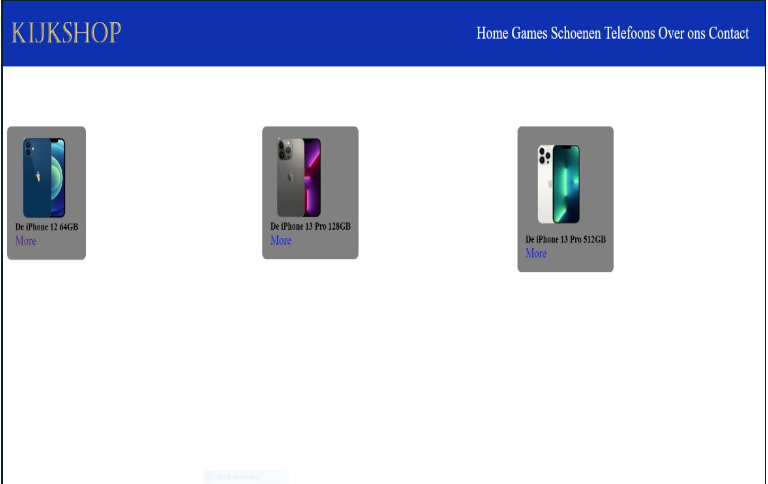 KIJKSHOP
Home Games Schoenen Telefoons Over ons Contact
De iPhone 12 64GB
More
De iPhone 13 Pro 128GB
More
De iPhone 13 Pro 512GB
More